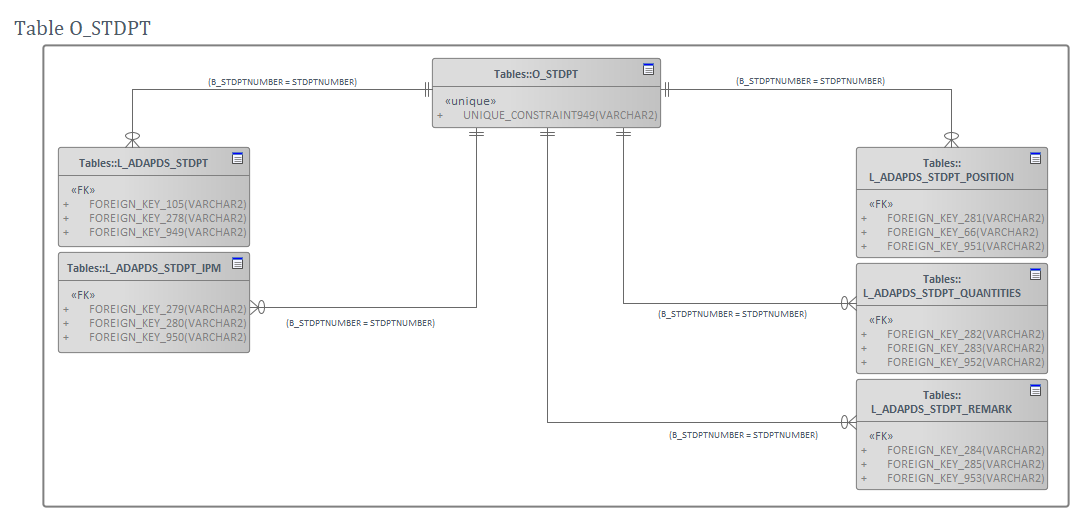 Table O_STDPT
(B_STDPTNUMBER = STDPTNUMBER)
Tables::O_STDPT
«unique»
+ UNIQUE_CONSTRAINT949(VARCHAR2)
(B_STDPTNUMBER = STDPTNUMBER)
Tables::L_ADAPDS_STDPT
«FK»
+ FOREIGN_KEY_105(VARCHAR2)
+ FOREIGN_KEY_278(VARCHAR2)
+ FOREIGN_KEY_949(VARCHAR2)
Tables::L_ADAPDS_STDPT_IPM
«FK»
+ FOREIGN_KEY_279(VARCHAR2)
+ FOREIGN_KEY_280(VARCHAR2)
+ FOREIGN_KEY_950(VARCHAR2)
(B_STDPTNUMBER = STDPTNUMBER)
Tables::
L_ADAPDS_STDPT_POSITION
«FK»
+ FOREIGN_KEY_281(VARCHAR2)
+ FOREIGN_KEY_66(VARCHAR2)
+ FOREIGN_KEY_951(VARCHAR2)
(B_STDPTNUMBER = STDPTNUMBER)
Tables::
L_ADAPDS_STDPT_QUANTITIES
«FK»
+ FOREIGN_KEY_282(VARCHAR2)
+ FOREIGN_KEY_283(VARCHAR2)
+ FOREIGN_KEY_952(VARCHAR2)
(B_STDPTNUMBER = STDPTNUMBER)
Tables::
L_ADAPDS_STDPT_REMARK
«FK»
+ FOREIGN_KEY_284(VARCHAR2)
+ FOREIGN_KEY_285(VARCHAR2)
+ FOREIGN_KEY_953(VARCHAR2)